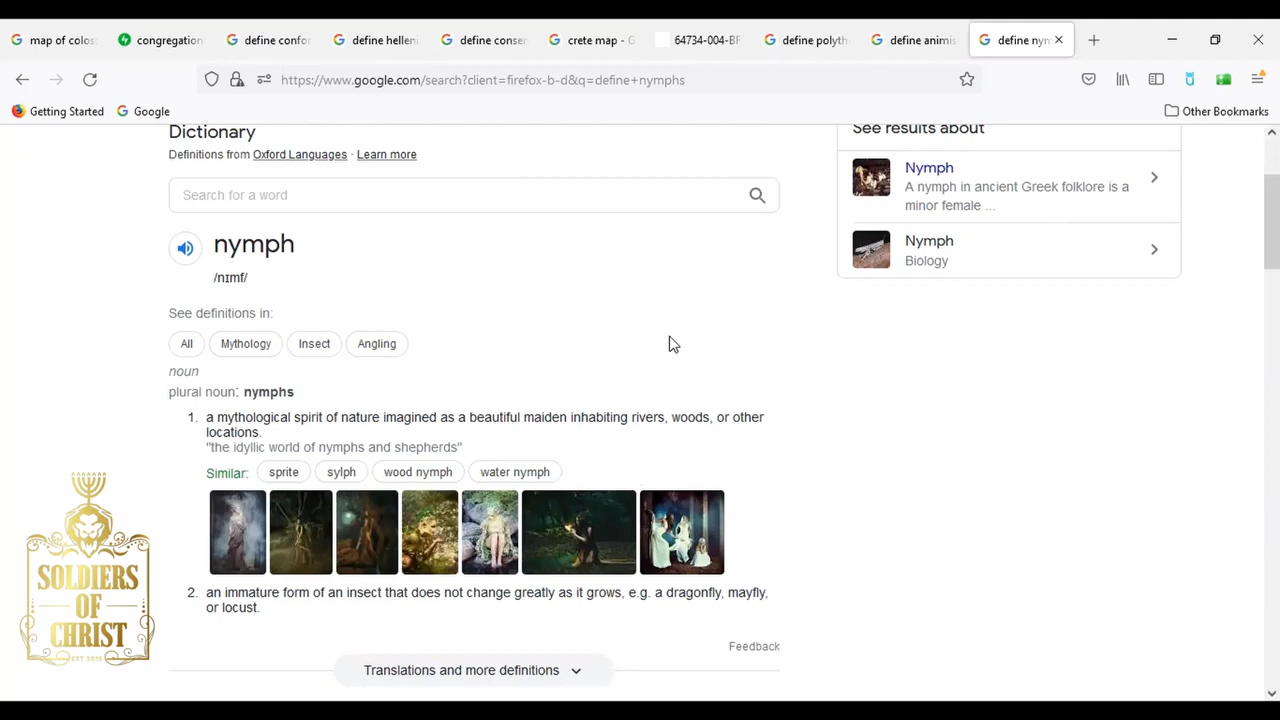 map of colos
congregation
define confor
define helleni
define conser
crete map - G
64734-004-BF
define polyth
define animis
define nym
https://www.google.com/search?client=firefox-b-d&q=define+nymphs
Getting Started
Google
Other Bookmarks
Dictionary
Definitions from Oxford Languages · Learn more
Search for a word
nymph
/nɪmf/
See definitions in:
All
Mythology
Insect
Angling
noun
plural noun: nymphs
1. a mythological spirit of nature imagined as a beautiful maiden inhabiting rivers, woods, or other
locations.
"the idyllic world of nymphs and shepherds"
Similar:
sprite
sylph
wood nymph
water nymph
2. an immature form of an insect that does not change greatly as it grows, e.g. a dragonfly, mayfly,
or locust.
Feedback
Translations and more definitions
See results about
Nymph
A nymph in ancient Greek folklore is a
minor female ...
Nymph
Biology
SOLDIERS
OF
CHRIST